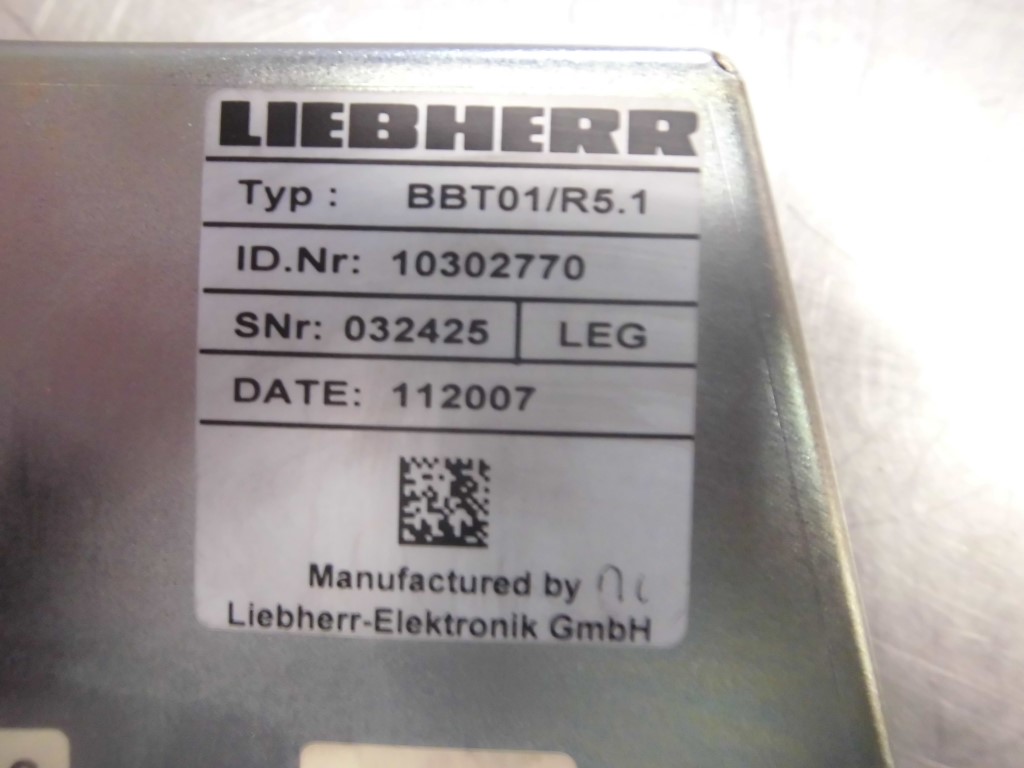 LIEBHERR
Typ : BBT01/R5.1
ID.Nr: 10302770
SNr: 032425 LEG
DATE: 112007
Manufactured by
Liebherr-Elektronik GmbH